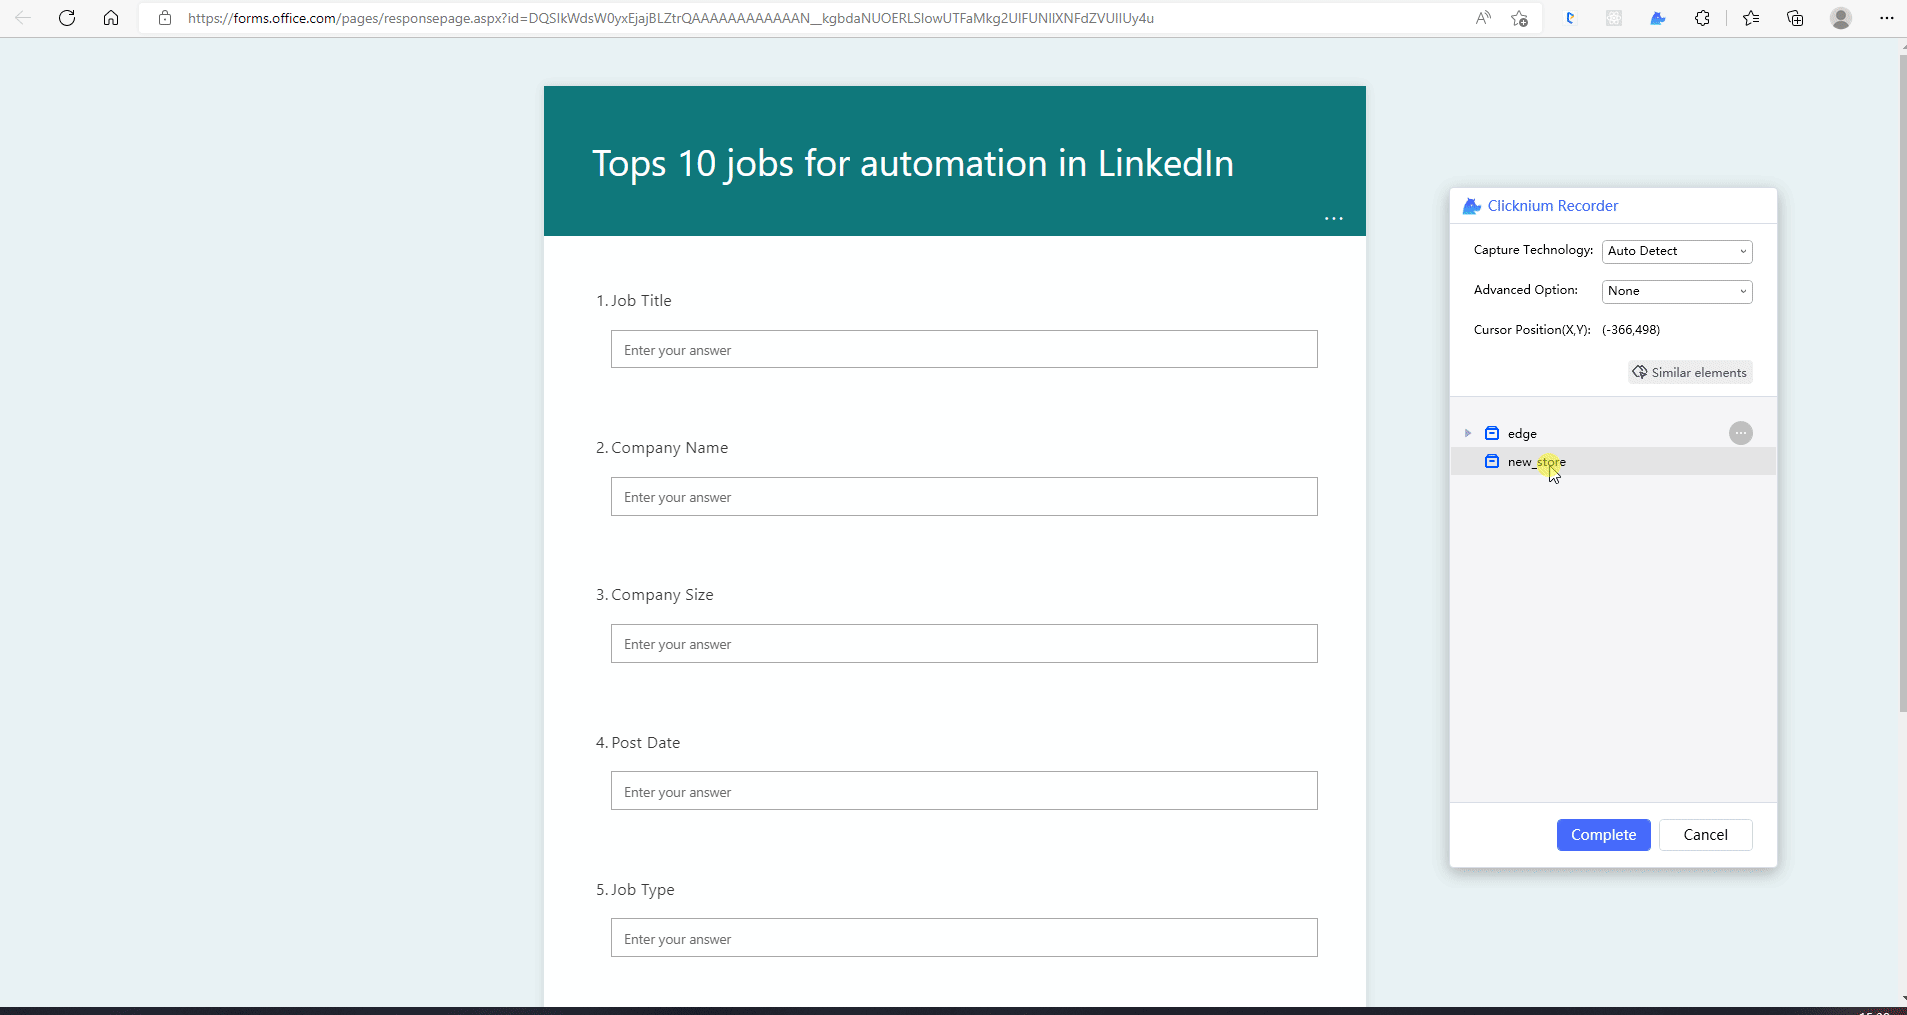 https://forms.office.com/pages/responsepage.aspx?id=DQSIkWdsW0yxEjajBLZtrQAAAAAAAAAAAAN__kgbdaNUOERLSlowUTFaMkg2UlFUNllXNFdZVUlIUy4u
Tops 10 jobs for automation in LinkedIn
1. Job Title
Enter your answer
2. Company Name
Enter your answer
3. Company Size
Enter your answer
4. Post Date
Enter your answer
5. Job Type
Enter your answer
Clicknium Recorder
Capture Technology: Auto Detect
Advanced Option: None
Cursor Position(X,Y): (-366,498)
Similar elements
edge
new_store
Complete Cancel